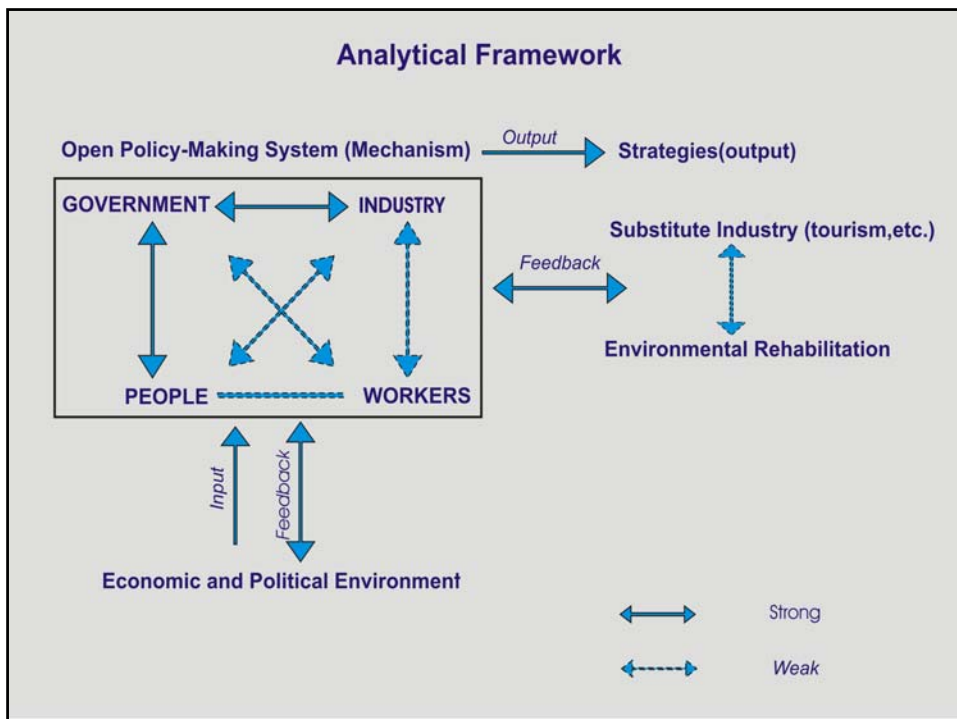 Analytical Framework
Open Policy-Making System (Mechanism)
Output
Strategies(output)
GOVERNMENT
INDUSTRY
Substitute Industry (tourism,etc.)
Feedback
Environmental Rehabilitation
PEOPLE
WORKERS
Input
Feedback
Economic and Political Environment
Strong
Weak